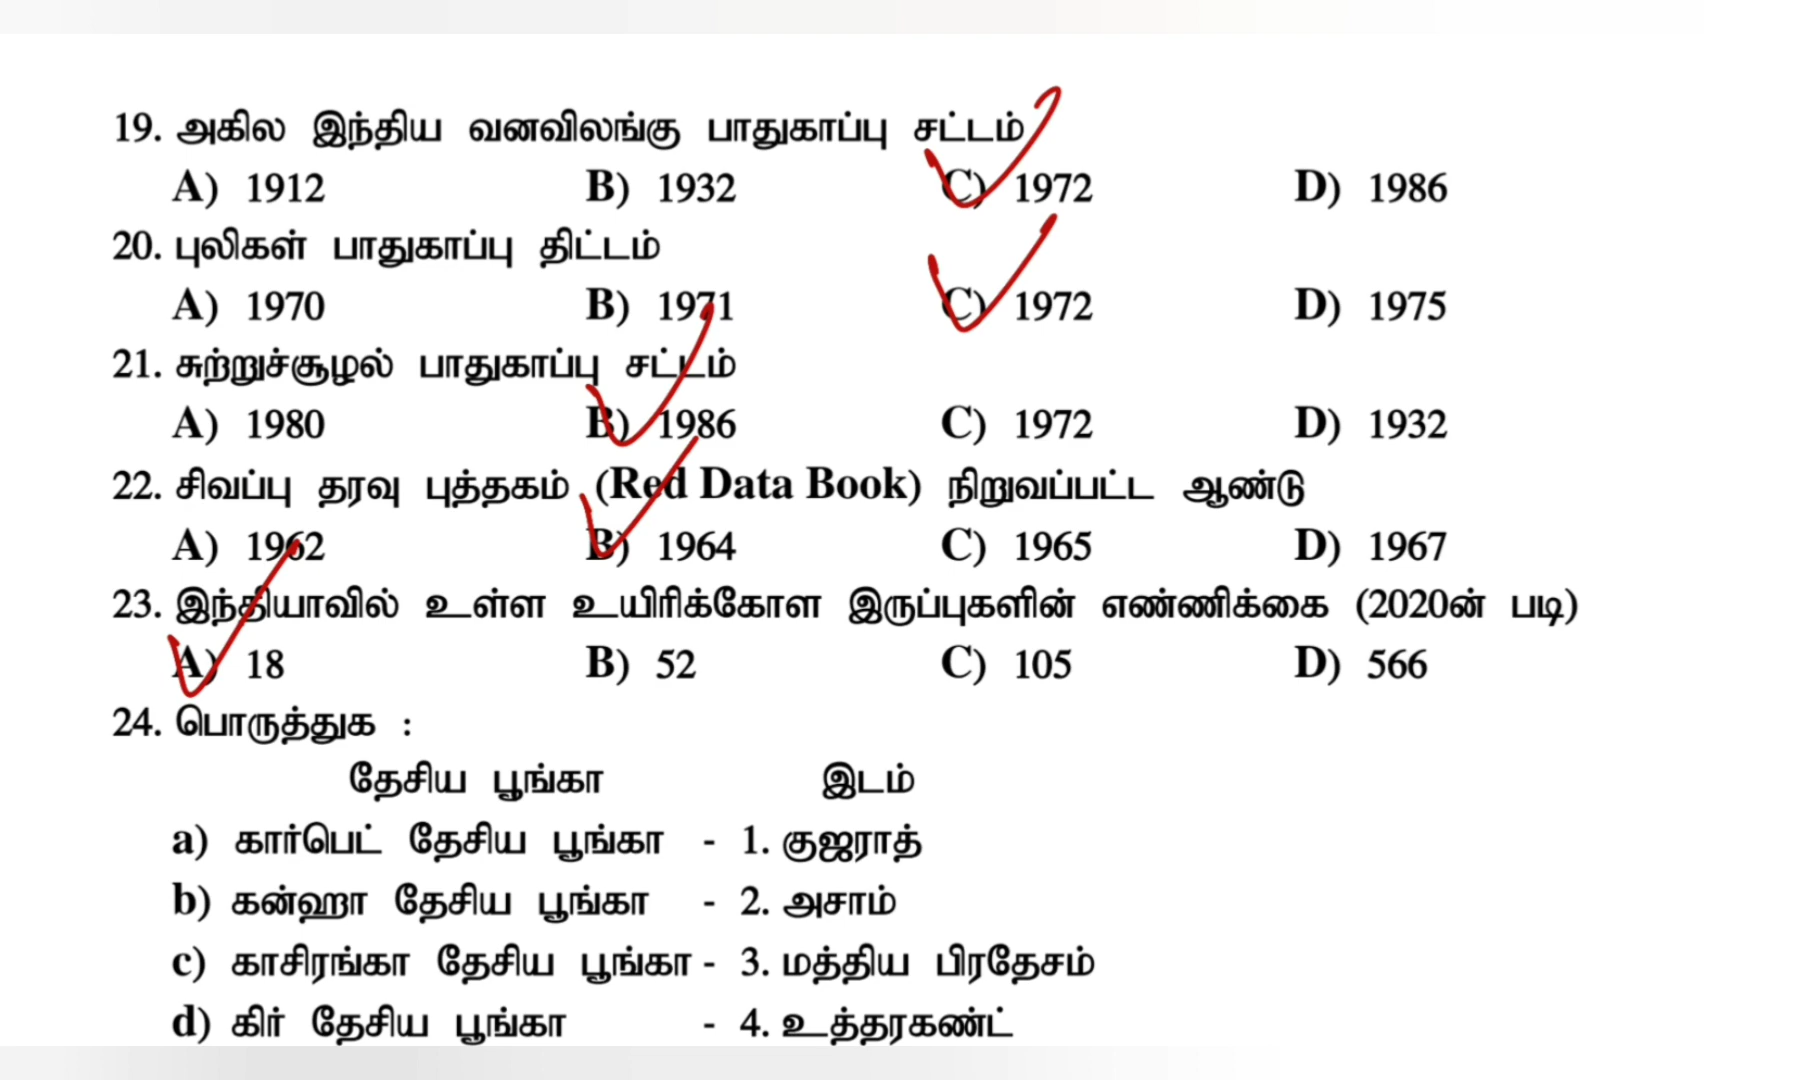 19. அகில இந்திய வனவிலங்கு பாதுகாப்பு சட்டம்
A) 1912 B) 1932 C) 1972 D) 1986
20. புலிகள் பாதுகாப்பு திட்டம்
A) 1970 B) 1971 C) 1972 D) 1975
21. சுற்றுச்சூழல் பாதுகாப்பு சட்டம்
A) 1980 B) 1986 C) 1972 D) 1932
22. சிவப்பு தரவு புத்தகம் (Red Data Book) நிறுவப்பட்ட ஆண்டு
A) 1962 B) 1964 C) 1965 D) 1967
23. இந்தியாவில் உள்ள உயிரிக்கோள இருப்புகளின் எண்ணிக்கை (2020ன் படி)
A) 18 B) 52 C) 105 D) 566
24. பொருத்துக :
தேசிய பூங்கா இடம்
a) கார்பெட் தேசிய பூங்கா - 1. குஜராத்
b) கன்ஹா தேசிய பூங்கா - 2. அசாம்
c) காசிரங்கா தேசிய பூங்கா - 3. மத்திய பிரதேசம்
d) கிர் தேசிய பூங்கா - 4. உத்தரகண்ட்